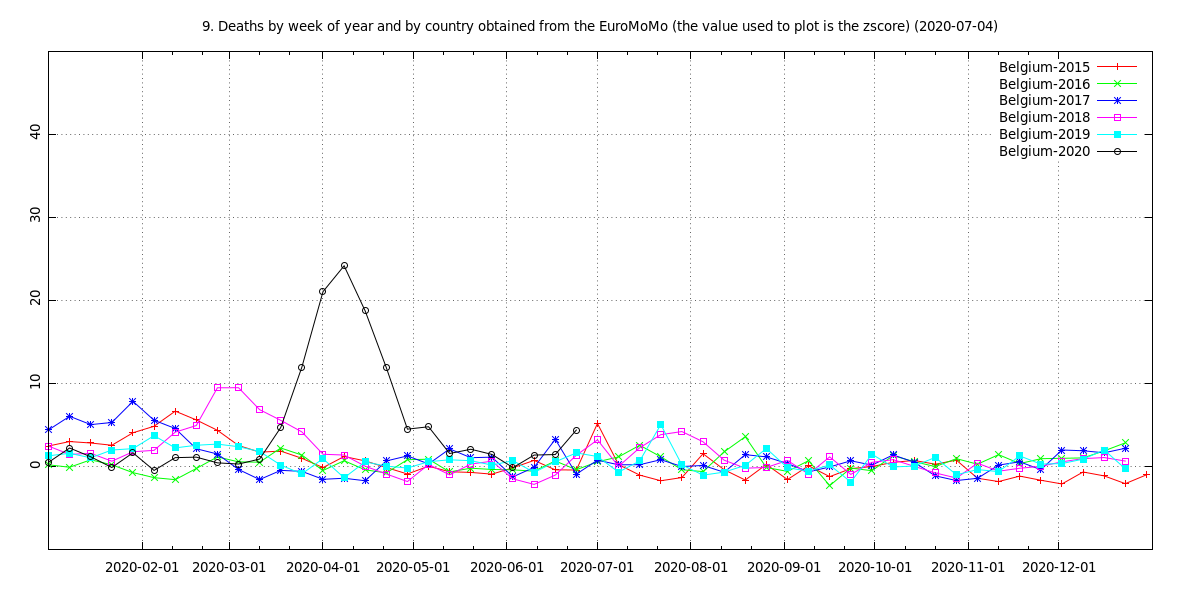 9. Deaths by week of year and by country obtained from the EuroMoMo (the value used to plot is the zscore) (2020-07-04)
Belgium-2015
Belgium-2016
Belgium-2017
Belgium-2018
Belgium-2019
Belgium-2020
40
30
20
10
0
2020-02-01 2020-03-01 2020-04-01 2020-05-01 2020-06-01 2020-07-01 2020-08-01 2020-09-01 2020-10-01 2020-11-01 2020-12-01